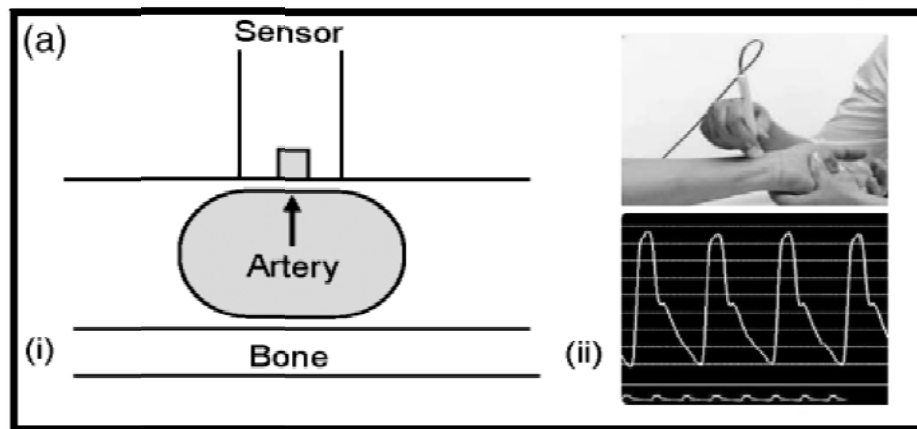 (a)
Sensor
Artery
Bone
(i)
(ii)